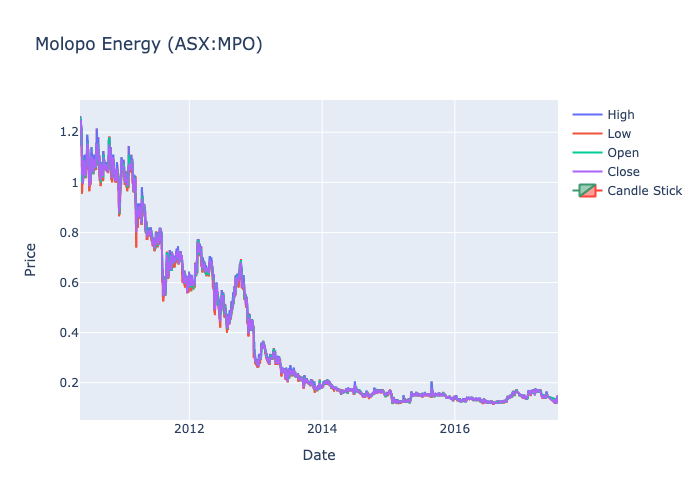 Molopo Energy (ASX:MPO)
High
Low
Open
Close
Candle Stick
1.2
1
0.8
0.6
0.4
0.2
Price
2012
2014
2016
Date